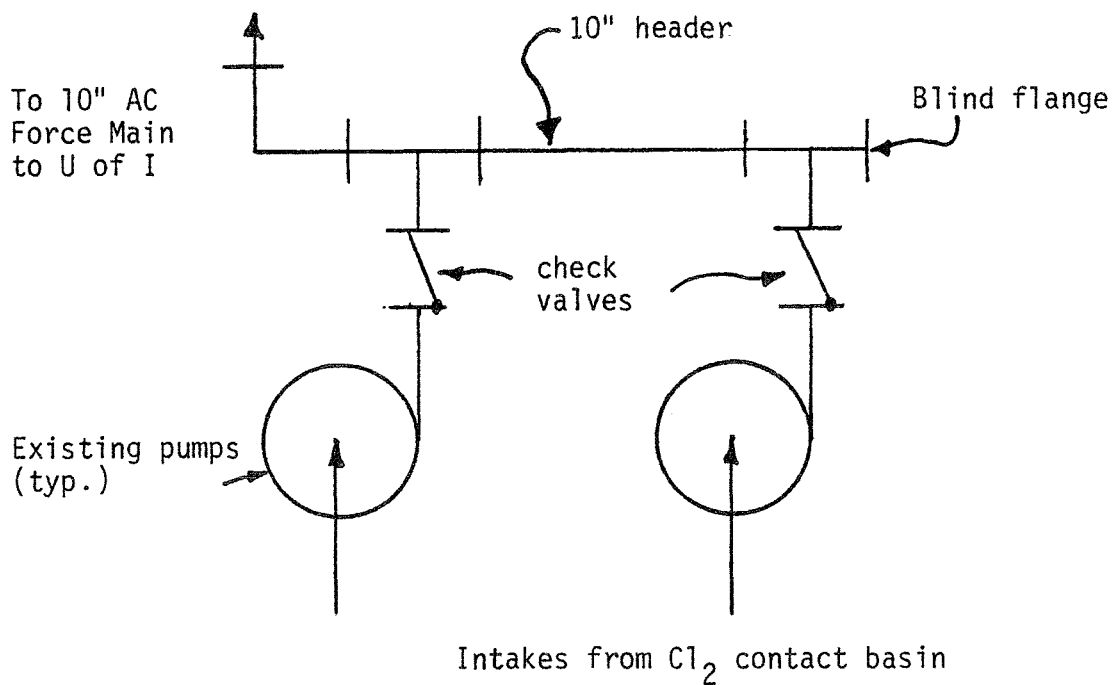 10" header
To 10" AC
Force Main
to U of I
Blind flange
check
valves
Existing pumps
(typ.)
Intakes from Cl₂ contact basin